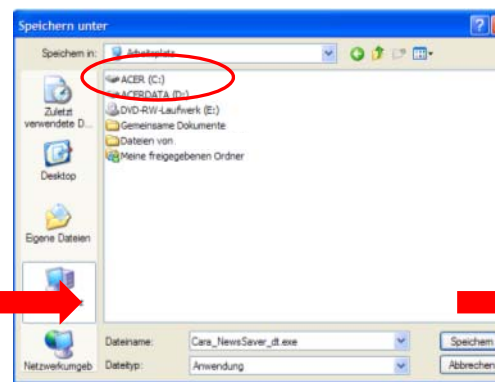 Speichern unter
Speichern in:
Arbeitsplatz
ACER (C:)
ACERDATA (D:)
DVD-RW-Laufwerk (E:)
Gemeinsame Dokumente
Dateien von
Meine freigegebenen Ordner
Zuletzt
verwendete D...
Desktop
Eigene Dateien
Netzwerkumgeb
Dateiname:
Cara_NewsSaver_dt.exe
Speichern
Dateityp:
Anwendung
Abbrechen